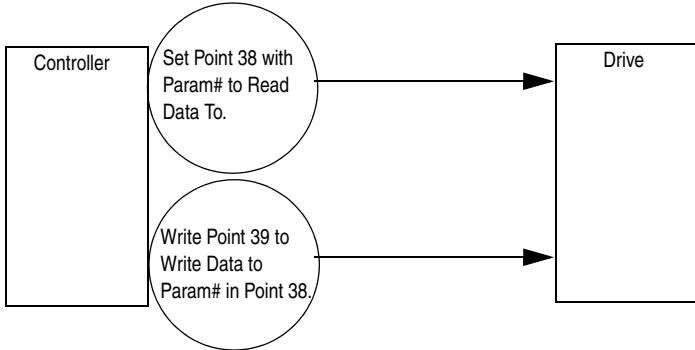 Controller
Set Point 38 with
Param# to Read
Data To.
Drive
Write Point 39 to
Write Data to
Param# in Point 38.